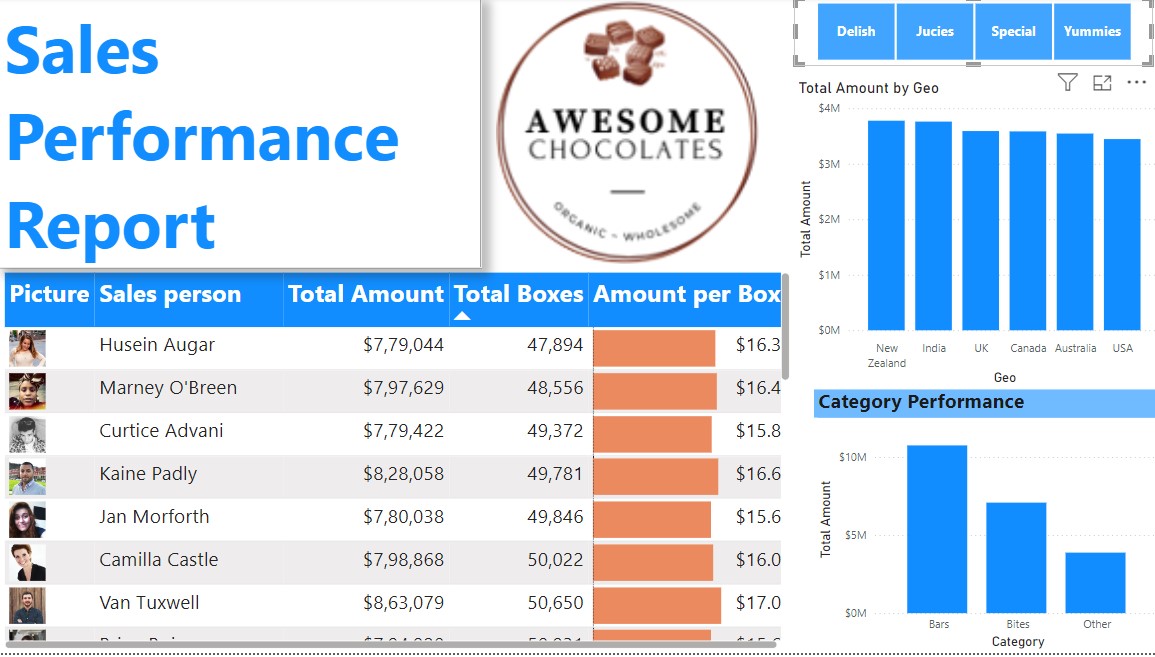 Sales
Performance
Report
AWESOME
CHOCOLATES
ORGANIC ~ WHOLESOME
Delish Jucies Special Yummies
Total Amount by Geo
$4M
$3M
$2M
$1M
$0M
Total Amount
New Zealand India UK Canada Australia USA
Geo
Picture Sales person Total Amount Total Boxes Amount per Box
Husein Augar $7,79,044 47,894 $16.3
Marney O'Breen $7,97,629 48,556 $16.4
Curtice Advani $7,79,422 49,372 $15.8
Kaine Padly $8,28,058 49,781 $16.6
Jan Morforth $7,80,038 49,846 $15.6
Camilla Castle $7,98,868 50,022 $16.0
Van Tuxwell $8,63,079 50,650 $17.0
Category Performance
$10M
$5M
$0M
Total Amount
Bars Bites Other
Category